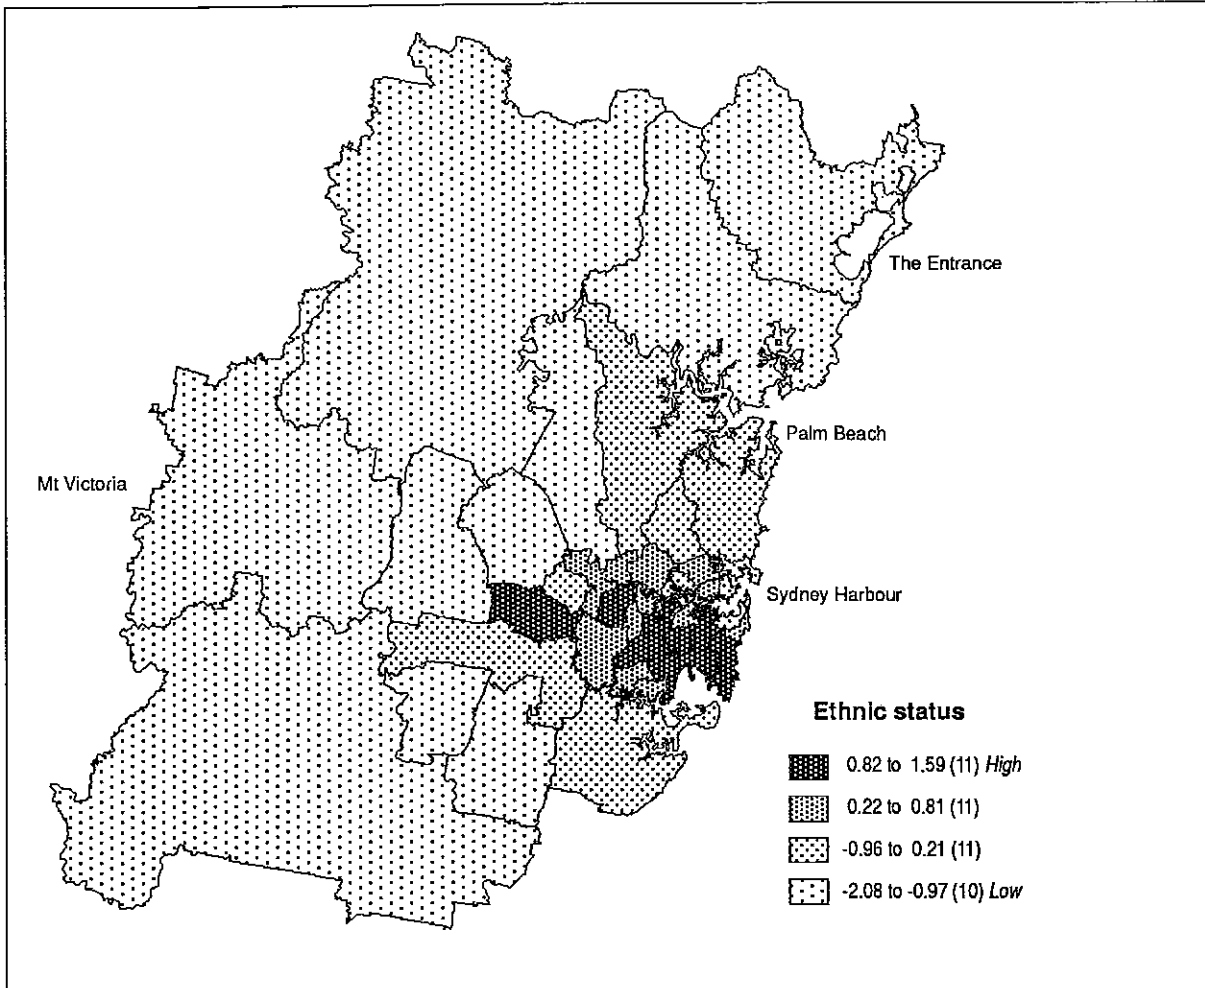 The Entrance
Palm Beach
Mt Victoria
Sydney Harbour
Ethnic status
0.82 to 1.59 (11) High
0.22 to 0.81 (11)
-0.96 to 0.21 (11)
-2.08 to -0.97 (10) Low